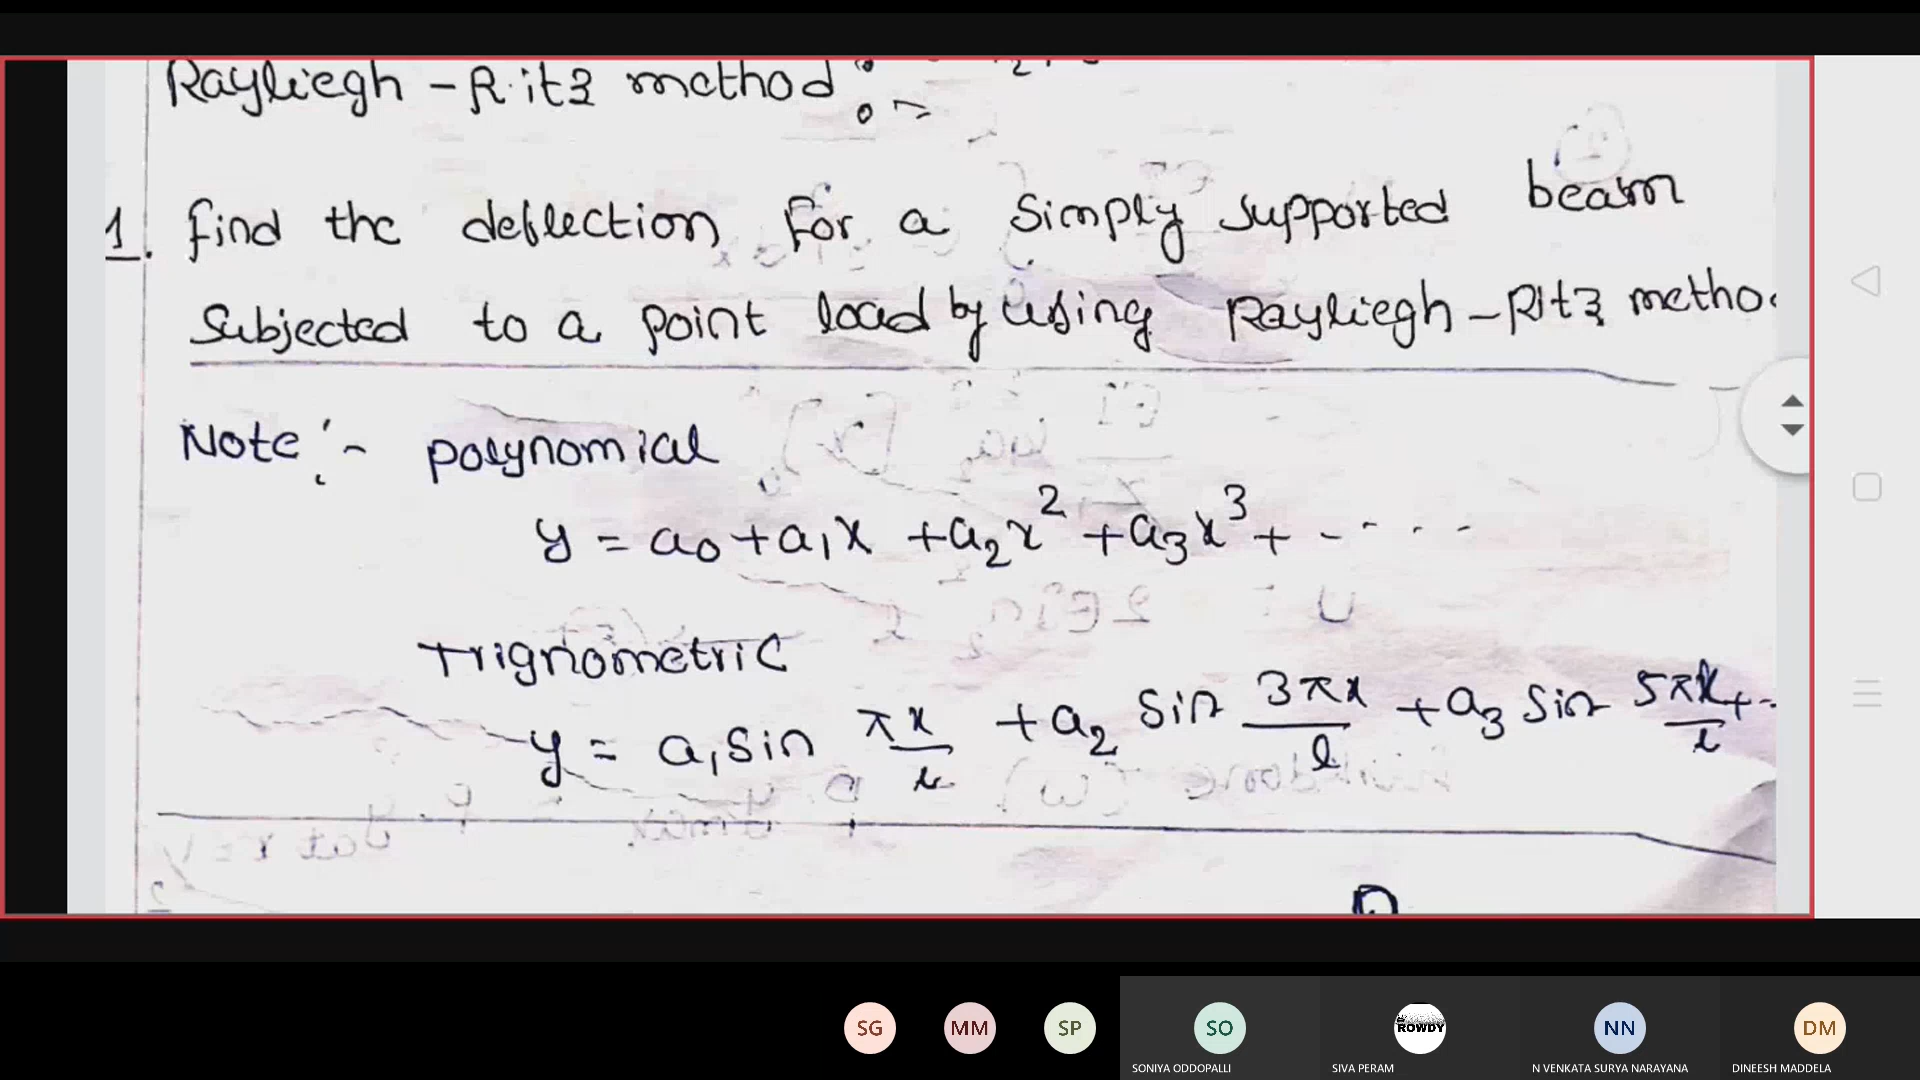 Rayliegh - Ritz method :-
1. find the deflection for a simply supported beam
Subjected to a point load by using Rayliegh - Ritz metho
Note :- polynomial
y = a0 + a1x + a2x² + a3x³ + - - - -
trignometric
y = a1 sin πx/l + a2 sin 3πx/l + a3 sin 5πx/l + -
SG
MM
SP
SO
ROWDY
NN
DM
SONIYA ODDOPALLI
SIVA PERAM
N VENKATA SURYA NARAYANA
DINEESH MADDELA